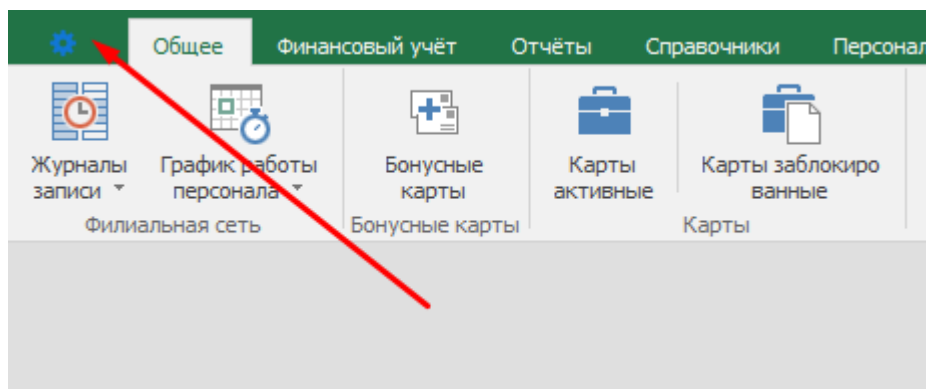 Общее Финансовый учёт Отчёты Справочники Персонал
Журналы записи
График работы персонала
Бонусные карты
Карты активные
Карты заблокиро
ванные
Филиальная сеть Бонусные карты Карты